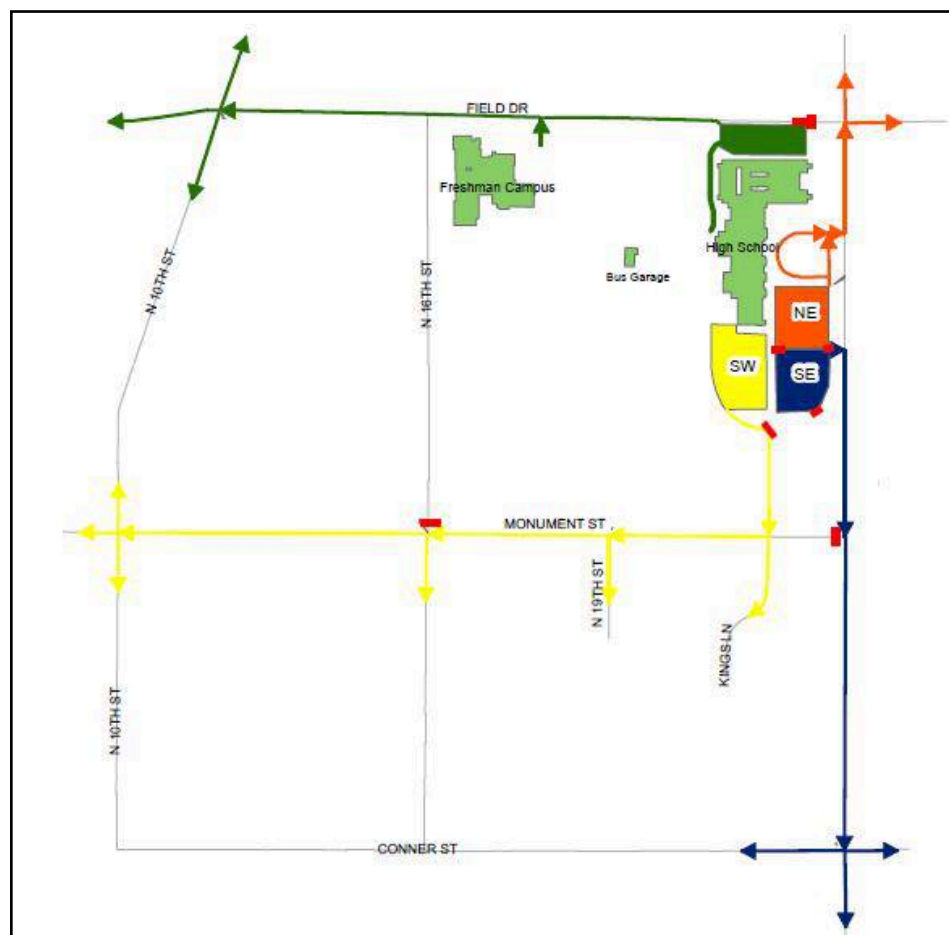 FIELD DR
Freshman Campus
N 10TH ST
N 16TH ST
High School
Bus Garage
NE
SW
SE
MONUMENT ST
N 19TH ST
KINGS LN
N 10TH ST
CONNER ST